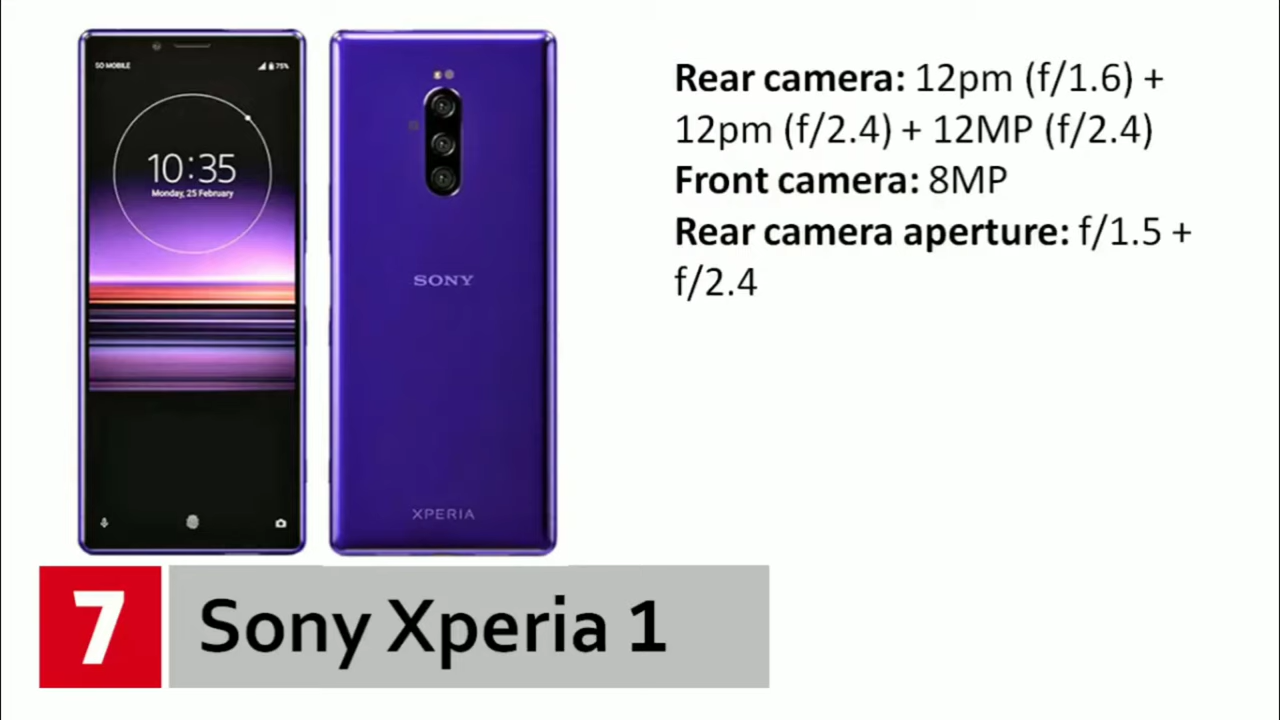 SO MOBILE
75%
10:35
Monday, 25 February
SONY
XPERIA
Rear camera: 12pm (f/1.6) +
12pm (f/2.4) + 12MP (f/2.4)
Front camera: 8MP
Rear camera aperture: f/1.5 +
f/2.4
7
Sony Xperia 1